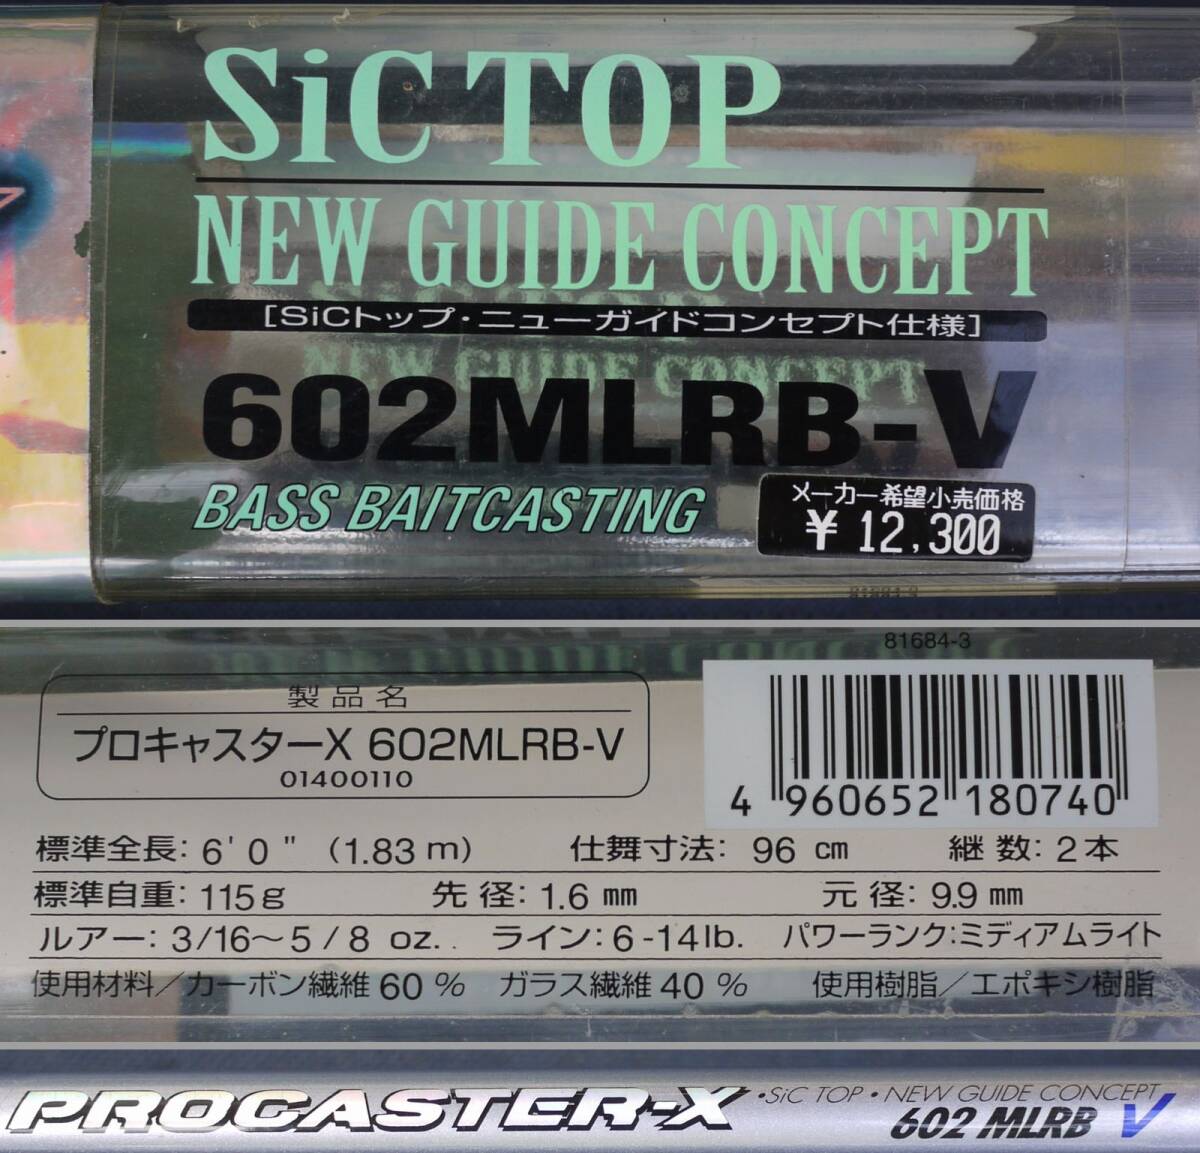 SiC TOP
NEW GUIDE CONCEPT
[SiCトップ・ニューガイドコンセプト仕様]
602MLRB-V
BASS BAITCASTING
メーカー希望小売価格
¥ 12,300
81684-3
製品名
プロキャスターX 602MLRB-V
01400110
4 960652 180740
標準全長: 6'0" (1.83m) 仕舞寸法: 96cm 継数: 2本
標準自重: 115g 先径: 1.6mm 元径: 9.9mm
ルアー: 3/16〜5/8 oz. ライン: 6-14lb. パワーランク: ミディアムライト
使用材料/カーボン繊維 60% ガラス繊維 40% 使用樹脂/エポキシ樹脂
PROCASTER-X ・SiC TOP・NEW GUIDE CONCEPT
602 MLRB V